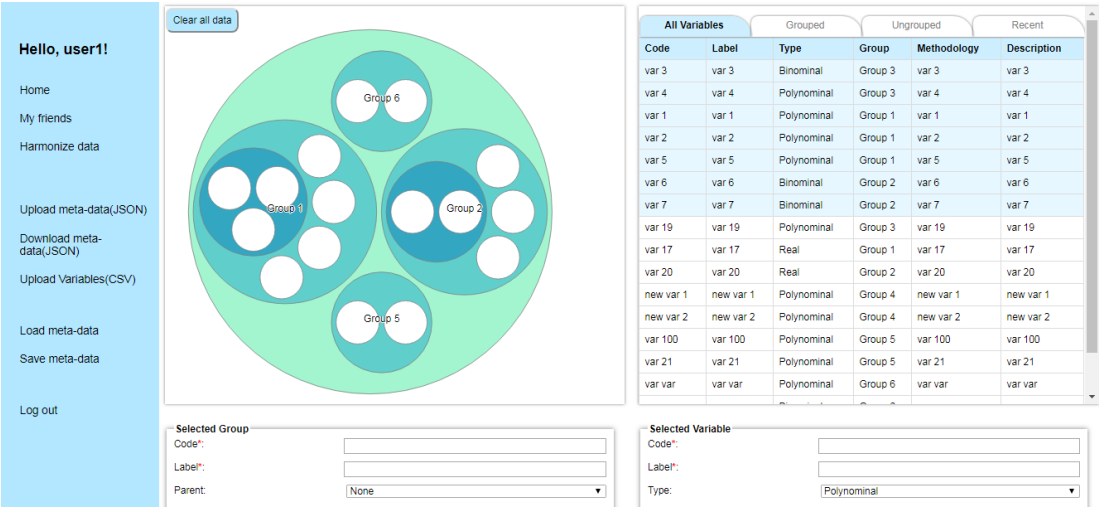 Hello, user1!
Home
My friends
Harmonize data
Upload meta-data(JSON)
Download meta-
data(JSON)
Upload Variables(CSV)
Load meta-data
Save meta-data
Log out
Clear all data
Group 6
Group 1
Group 2
Group 5
All Variables Grouped Ungrouped Recent
Code Label Type Group Methodology Description
var 3 var 3 Binominal Group 3 var 3 var 3
var 4 var 4 Polynominal Group 3 var 4 var 4
var 1 var 1 Polynominal Group 1 var 1 var 1
var 2 var 2 Polynominal Group 1 var 2 var 2
var 5 var 5 Polynominal Group 1 var 5 var 5
var 6 var 6 Binominal Group 2 var 6 var 6
var 7 var 7 Binominal Group 2 var 7 var 7
var 19 var 19 Polynominal Group 3 var 19 var 19
var 17 var 17 Real Group 1 var 17 var 17
var 20 var 20 Real Group 2 var 20 var 20
new var 1 new var 1 Polynominal Group 4 new var 1 new var 1
new var 2 new var 2 Polynominal Group 4 new var 2 new var 2
var 100 var 100 Polynominal Group 5 var 100 var 100
var 21 var 21 Polynominal Group 5 var 21 var 21
var var var var Polynominal Group 6 var var var var
Selected Group
Code*:
Label*:
Parent: None
Selected Variable
Code*:
Label*:
Type: Polynominal